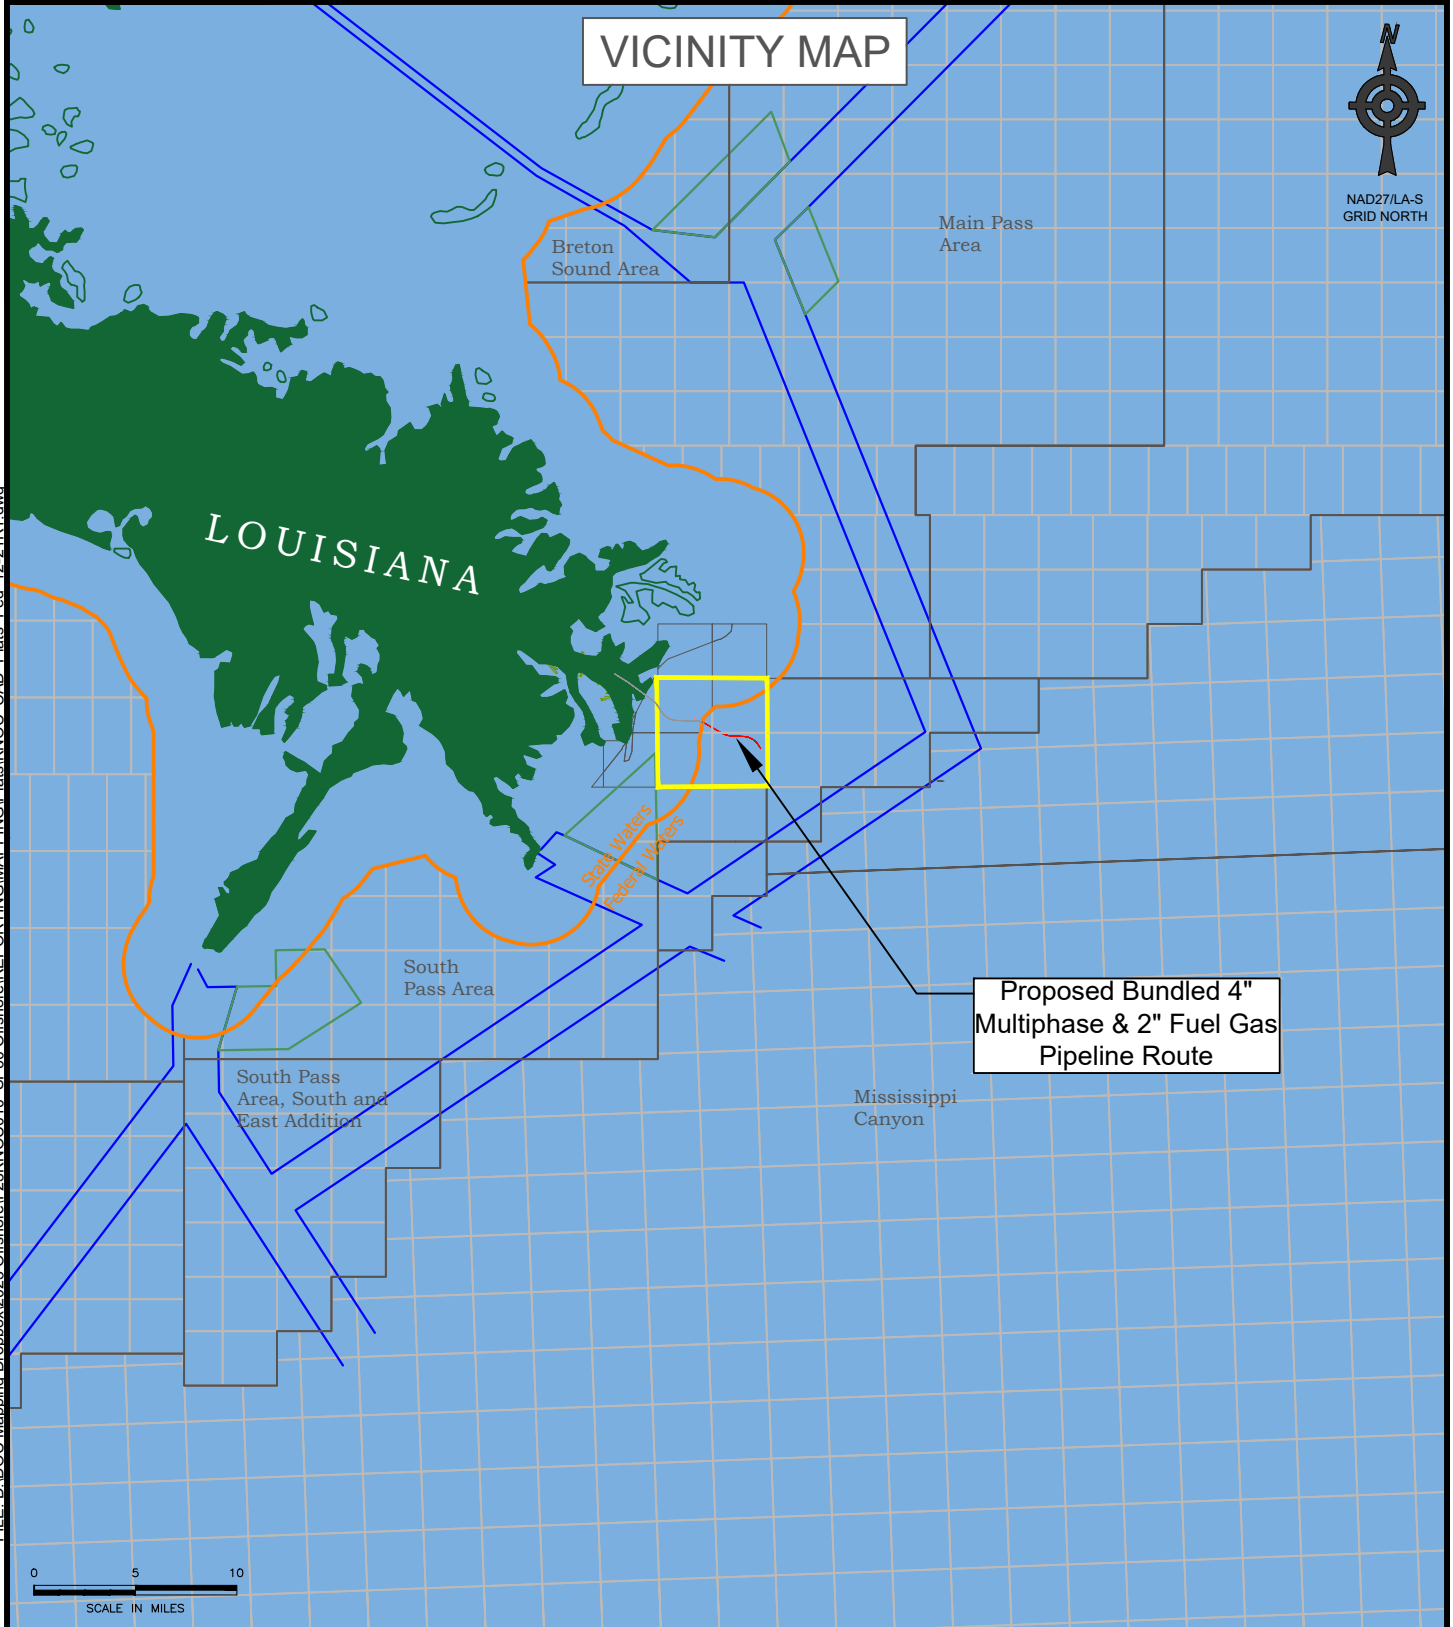 VICINITY MAP
N
NAD27/LA-S
GRID NORTH
Main Pass
Area
Breton
Sound Area
LOUISIANA
State Waters
Federal Waters
South
Pass Area
Proposed Bundled 4"
Multiphase & 2" Fuel Gas
Pipeline Route
South Pass
Area, South and
East Addition
Mississippi
Canyon
0 5 10
SCALE IN MILES